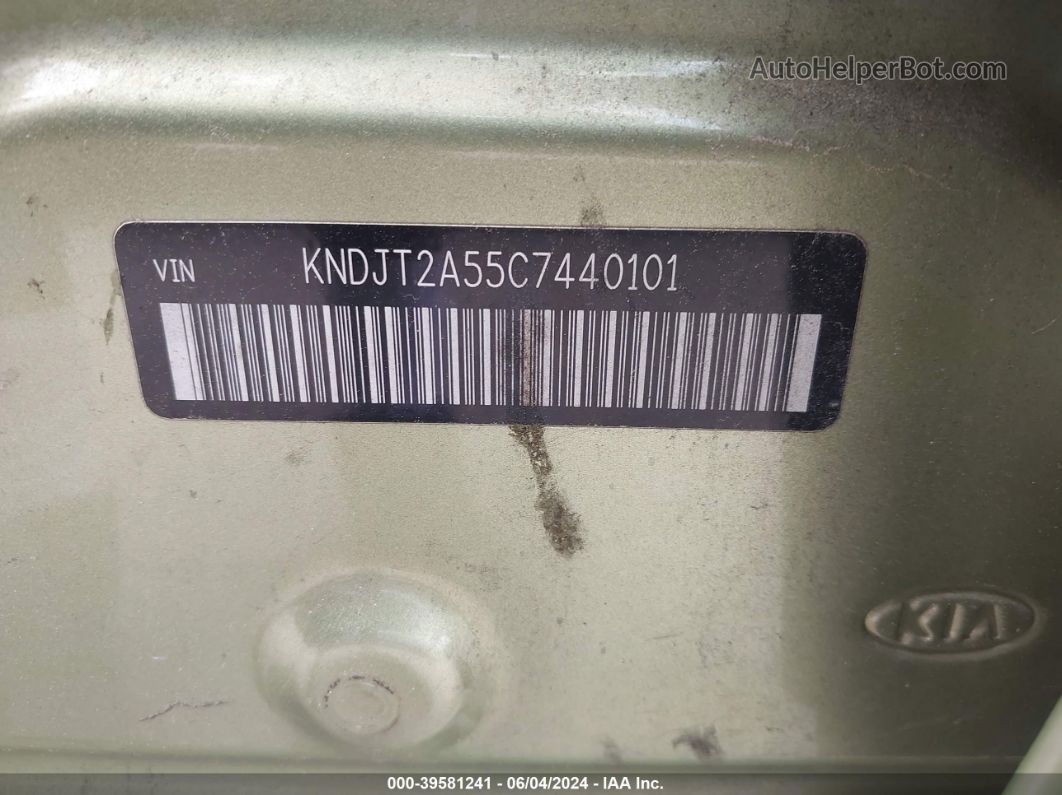 AutoHelperBot.com
VIN KNDJT2A55C7440101
KIA
000-39581241 - 06/04/2024 - IAA Inc.